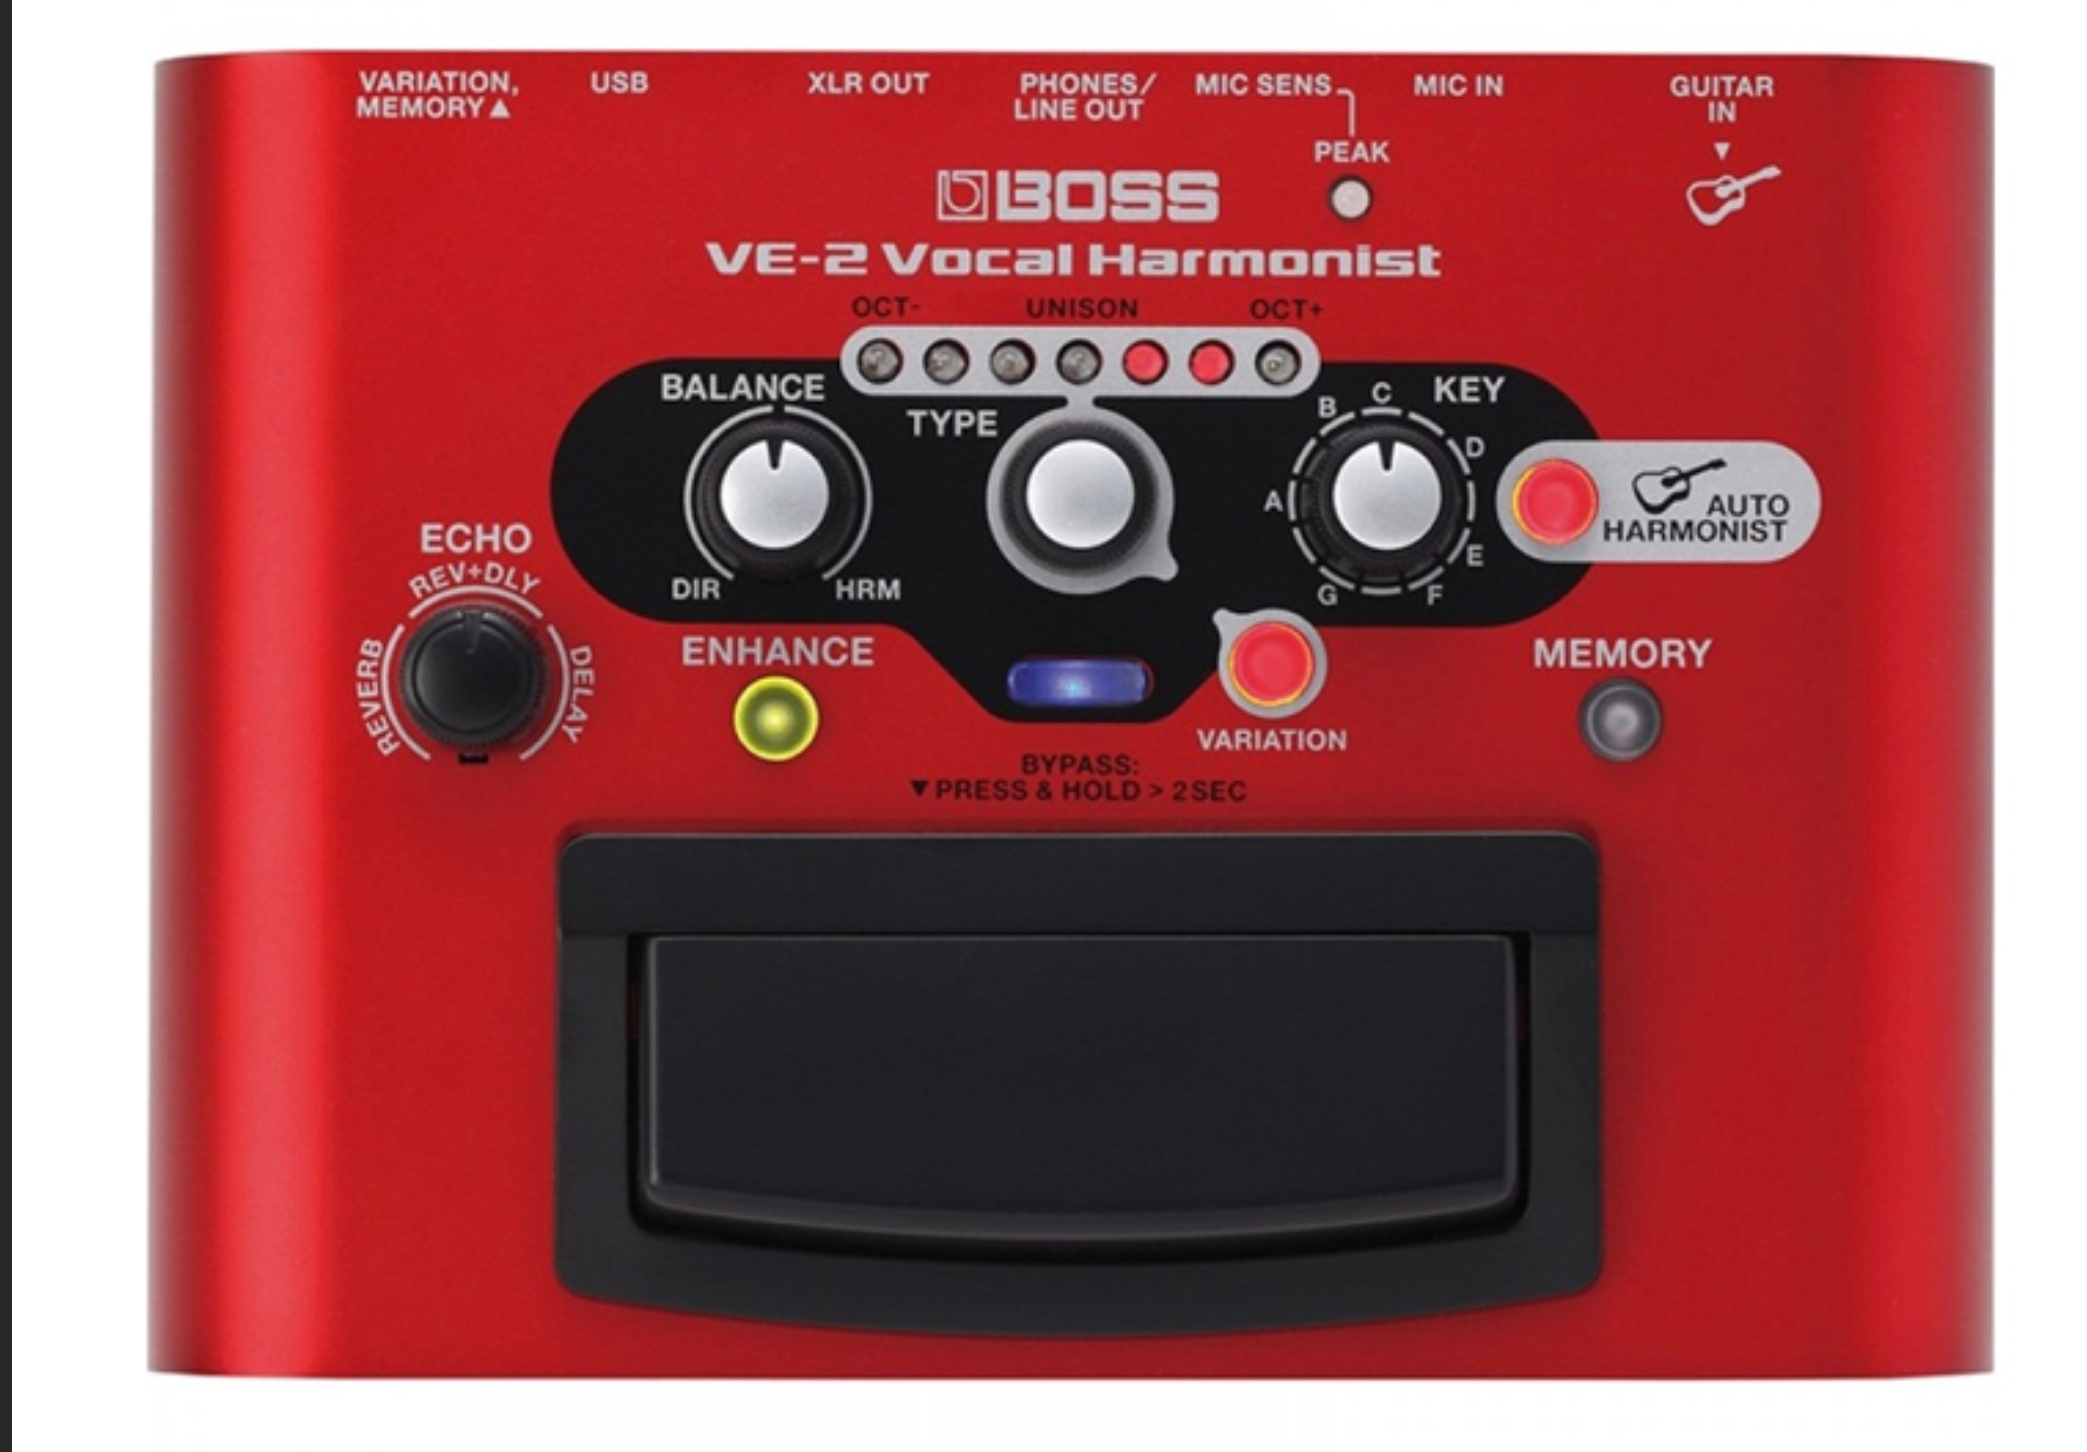 VARIATION,
MEMORY▲
USB
XLR OUT
PHONES/
LINE OUT
MIC SENS
PEAK
MIC IN
GUITAR
IN
▼
BOSS
VE-2 Vocal Harmonist
OCT-
UNISON
OCT+
BALANCE
DIR
HRM
TYPE
KEY
C
D
E
F
G
A
B
AUTO
HARMONIST
ECHO
REV+DLY
REVERB
DELAY
ENHANCE
VARIATION
MEMORY
BYPASS:
▼PRESS & HOLD > 2SEC